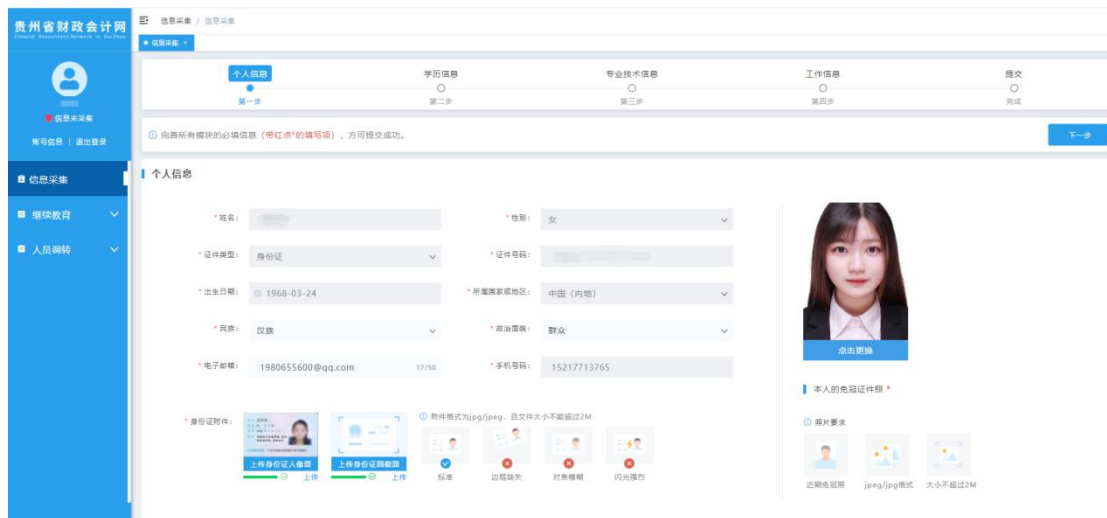 贵州省财政会计网
信息采集 / 信息采集
信息采集 ×
个人信息
学历信息
专业技术信息
工作信息
提交
第一步
第二步
第三步
第四步
完成
信息未采集
账号信息 | 退出登录
完善所有模块的必填信息（带红点*的填写项），方可提交成功。
下一步
信息采集
继续教育
人员调转
个人信息
* 姓名：
* 性别： 女
* 证件类型： 身份证
* 证件号码：
* 出生日期： 1968-03-24
* 所属国家或地区： 中国（内地）
* 民族： 汉族
* 政治面貌： 群众
* 电子邮箱： 1980655600@qq.com 17/50
* 手机号码： 15217713765
点击更换
本人的免冠证件照 *
* 身份证附件：
上传身份证人像面
上传
上传身份证国徽面
上传
附件格式为jpg/jpeg，且文件大小不能超过2M
标准
边框缺失
对焦模糊
闪光强烈
照片要求
近期免冠照
jpeg/jpg格式
大小不超过2M